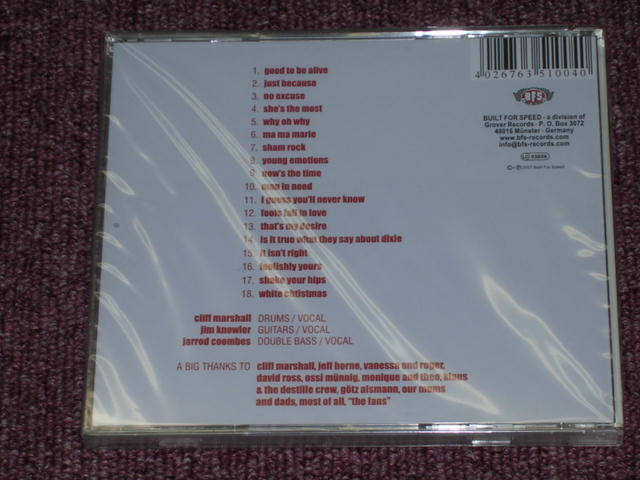 1. good to be alive
2. just because
3. no excuse
4. she's the most
5. why oh why
6. ma ma marie
7. sham rock
8. young emotions
9. now's the time
10. man in need
11. I guess you'll never know
12. fools fall in love
13. that's my desire
14. is it true what they say about dixie
15. it isn't right
16. foolishly yours
17. shake your hips
18. white christmas
cliff marshall DRUMS / VOCAL
jim knowler GUITARS / VOCAL
jarrod coombes DOUBLE BASS / VOCAL
A BIG THANKS TO cliff marshall, jeff horne, vanessa and roger,
david ross, ossi münnig, monique and theo, klaus
& the destille crew, götz alsmann, our mums
and dads, most of all, "the fans"
4 026763 510040
BFS
BUILT FOR SPEED - a division of
Grover Records · P. O. Box 3072
48016 Münster · Germany
www.bfs-records.com
info@bfs-records.com
2007 Built For Speed